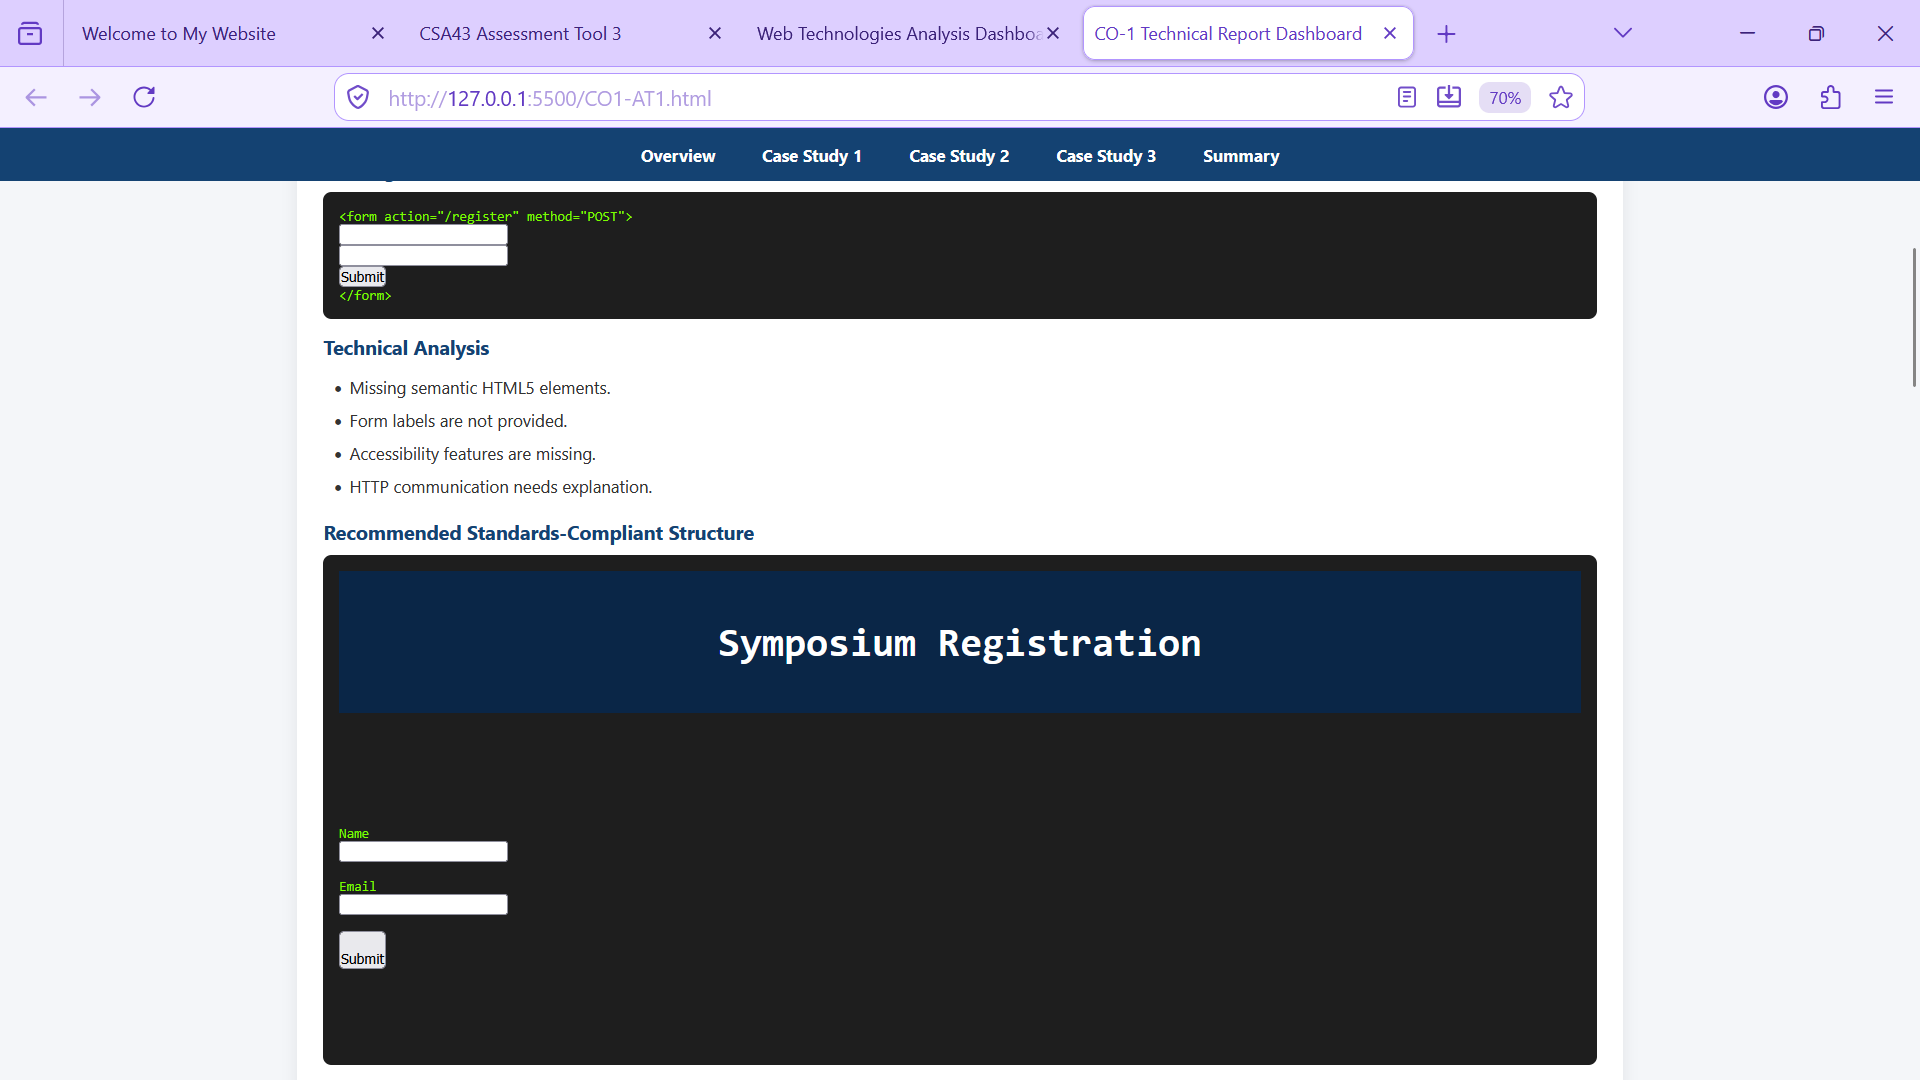 Welcome to My Website
CSA43 Assessment Tool 3
Web Technologies Analysis Dashbo
CO-1 Technical Report Dashboard
http://127.0.0.1:5500/CO1-AT1.html
70%
Overview
Case Study 1
Case Study 2
Case Study 3
Summary
<form action="/register" method="POST">
Submit
</form>
Technical Analysis
• Missing semantic HTML5 elements.
• Form labels are not provided.
• Accessibility features are missing.
• HTTP communication needs explanation.
Recommended Standards-Compliant Structure
Symposium Registration
Name
Email
Submit